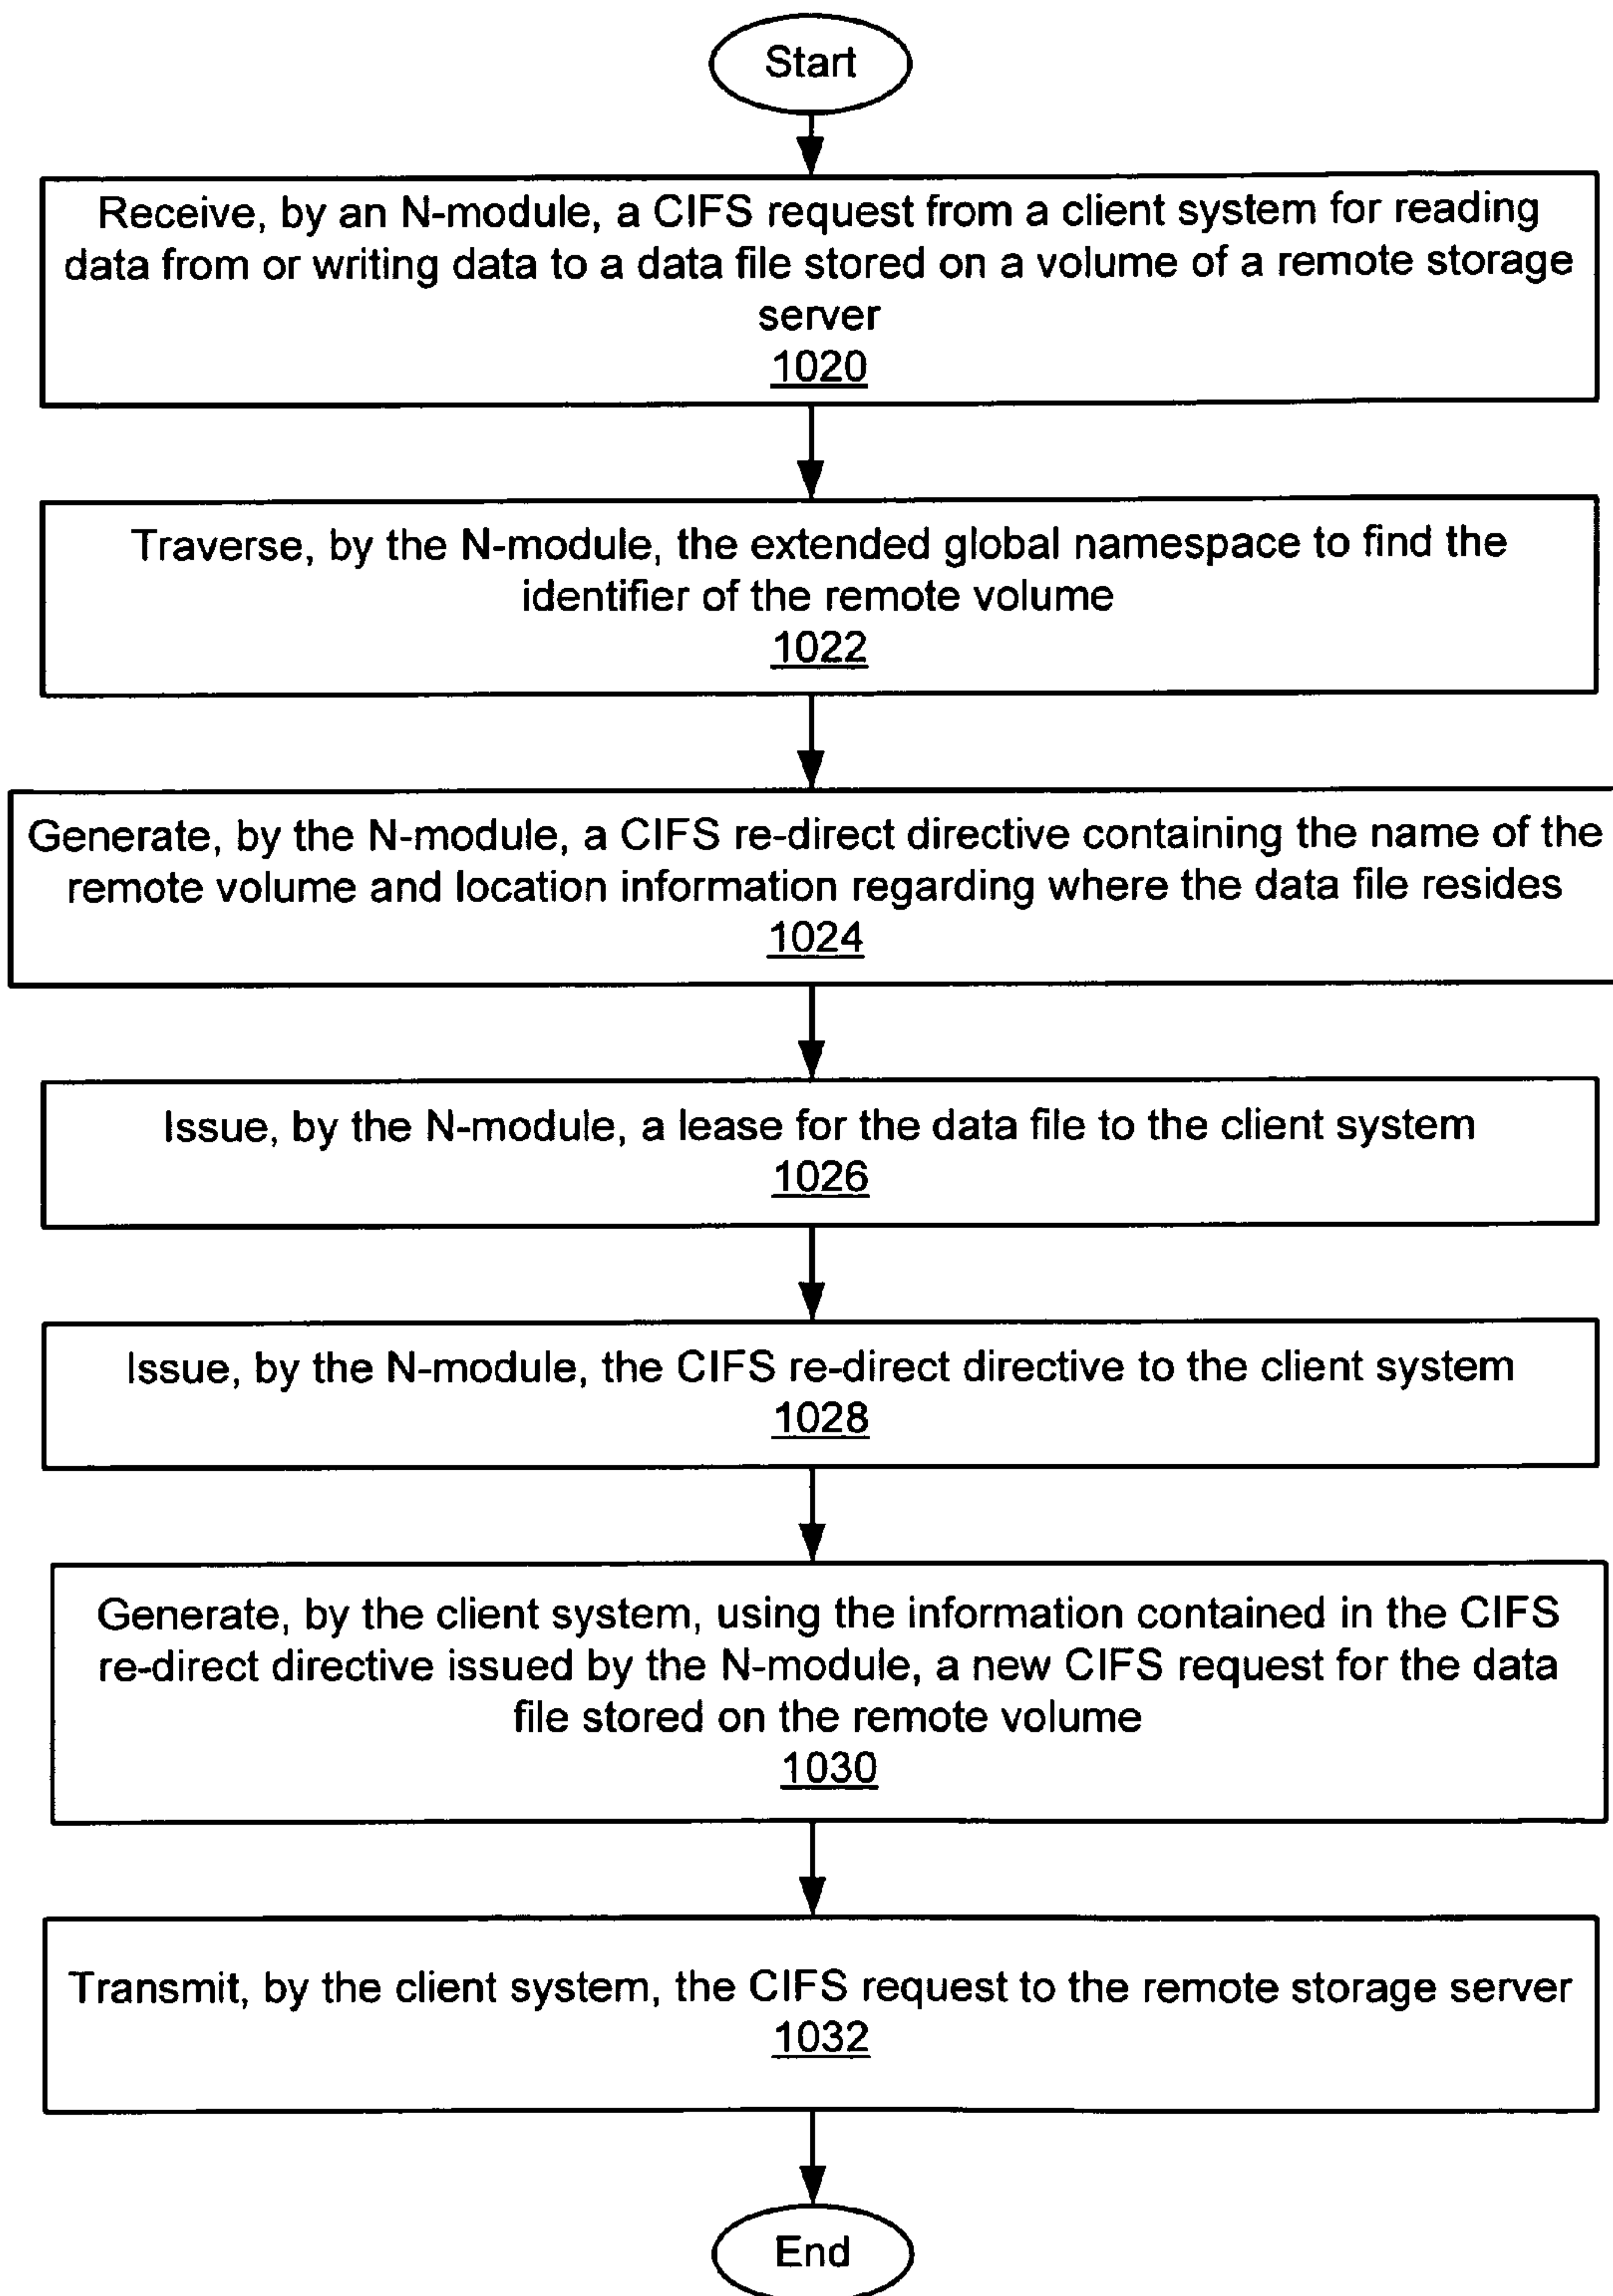 Start
Receive, by an N-module, a CIFS request from a client system for reading
data from or writing data to a data file stored on a volume of a remote storage
server
1020
Traverse, by the N-module, the extended global namespace to find the
identifier of the remote volume
1022
Generate, by the N-module, a CIFS re-direct directive containing the name of the
remote volume and location information regarding where the data file resides
1024
Issue, by the N-module, a lease for the data file to the client system
1026
Issue, by the N-module, the CIFS re-direct directive to the client system
1028
Generate, by the client system, using the information contained in the CIFS
re-direct directive issued by the N-module, a new CIFS request for the data
file stored on the remote volume
1030
Transmit, by the client system, the CIFS request to the remote storage server
1032
End